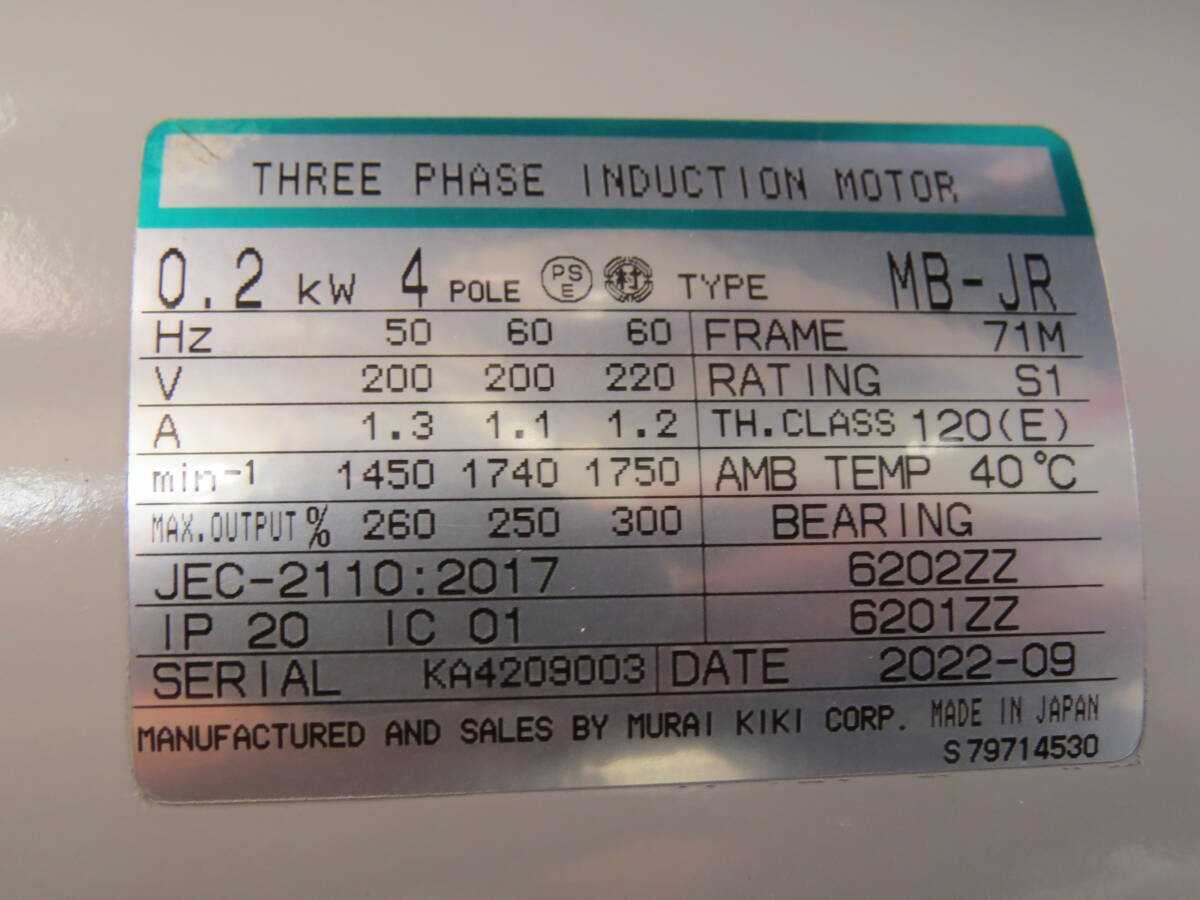 THREE PHASE INDUCTION MOTOR
0.2 kW 4 POLE PS E 村 TYPE MB-JR
Hz 50 60 60 FRAME 71M
V 200 200 220 RATING S1
A 1.3 1.1 1.2 TH.CLASS 120(E)
min-1 1450 1740 1750 AMB TEMP 40℃
MAX.OUTPUT% 260 250 300 BEARING
JEC-2110:2017 6202ZZ
IP 20 IC 01 6201ZZ
SERIAL KA4209003 DATE 2022-09
MANUFACTURED AND SALES BY MURAI KIKI CORP. MADE IN JAPAN
S79714530